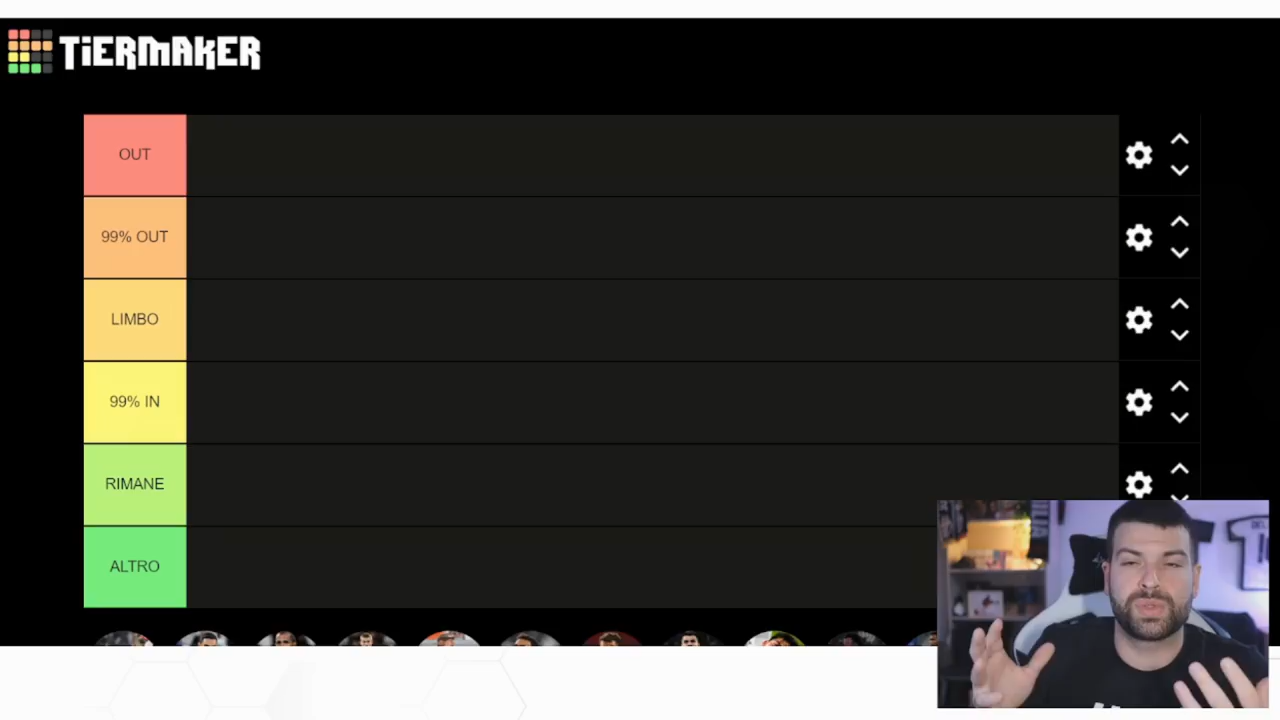 TiERMAKER
OUT
99% OUT
LIMBO
99% IN
RIMANE
ALTRO